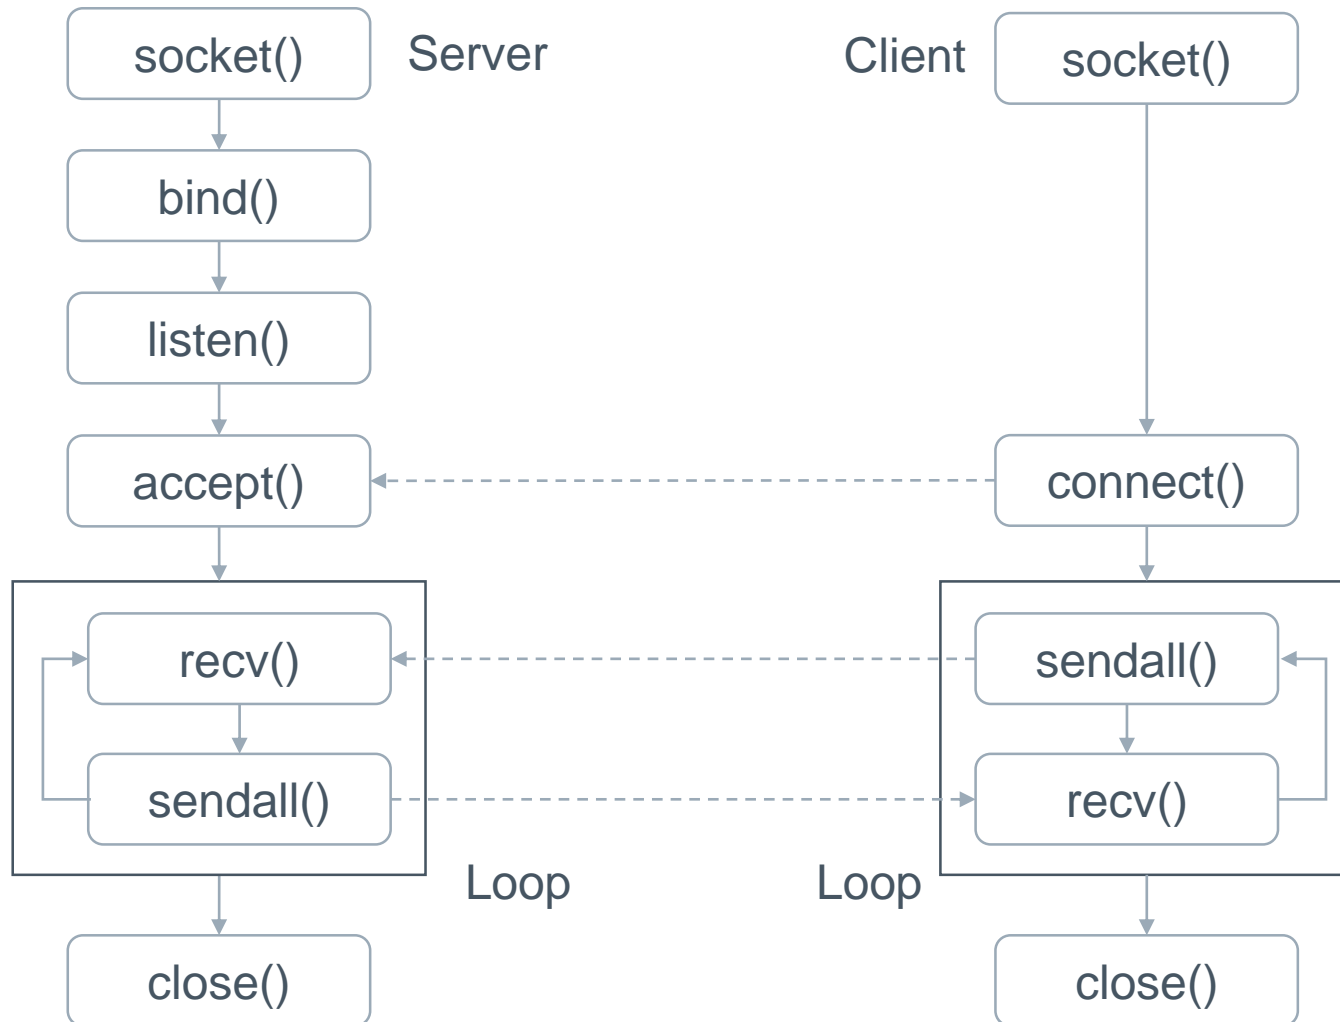 socket()
Server
Client
socket()
bind()
listen()
accept()
connect()
recv()
sendall()
sendall()
recv()
Loop
Loop
close()
close()